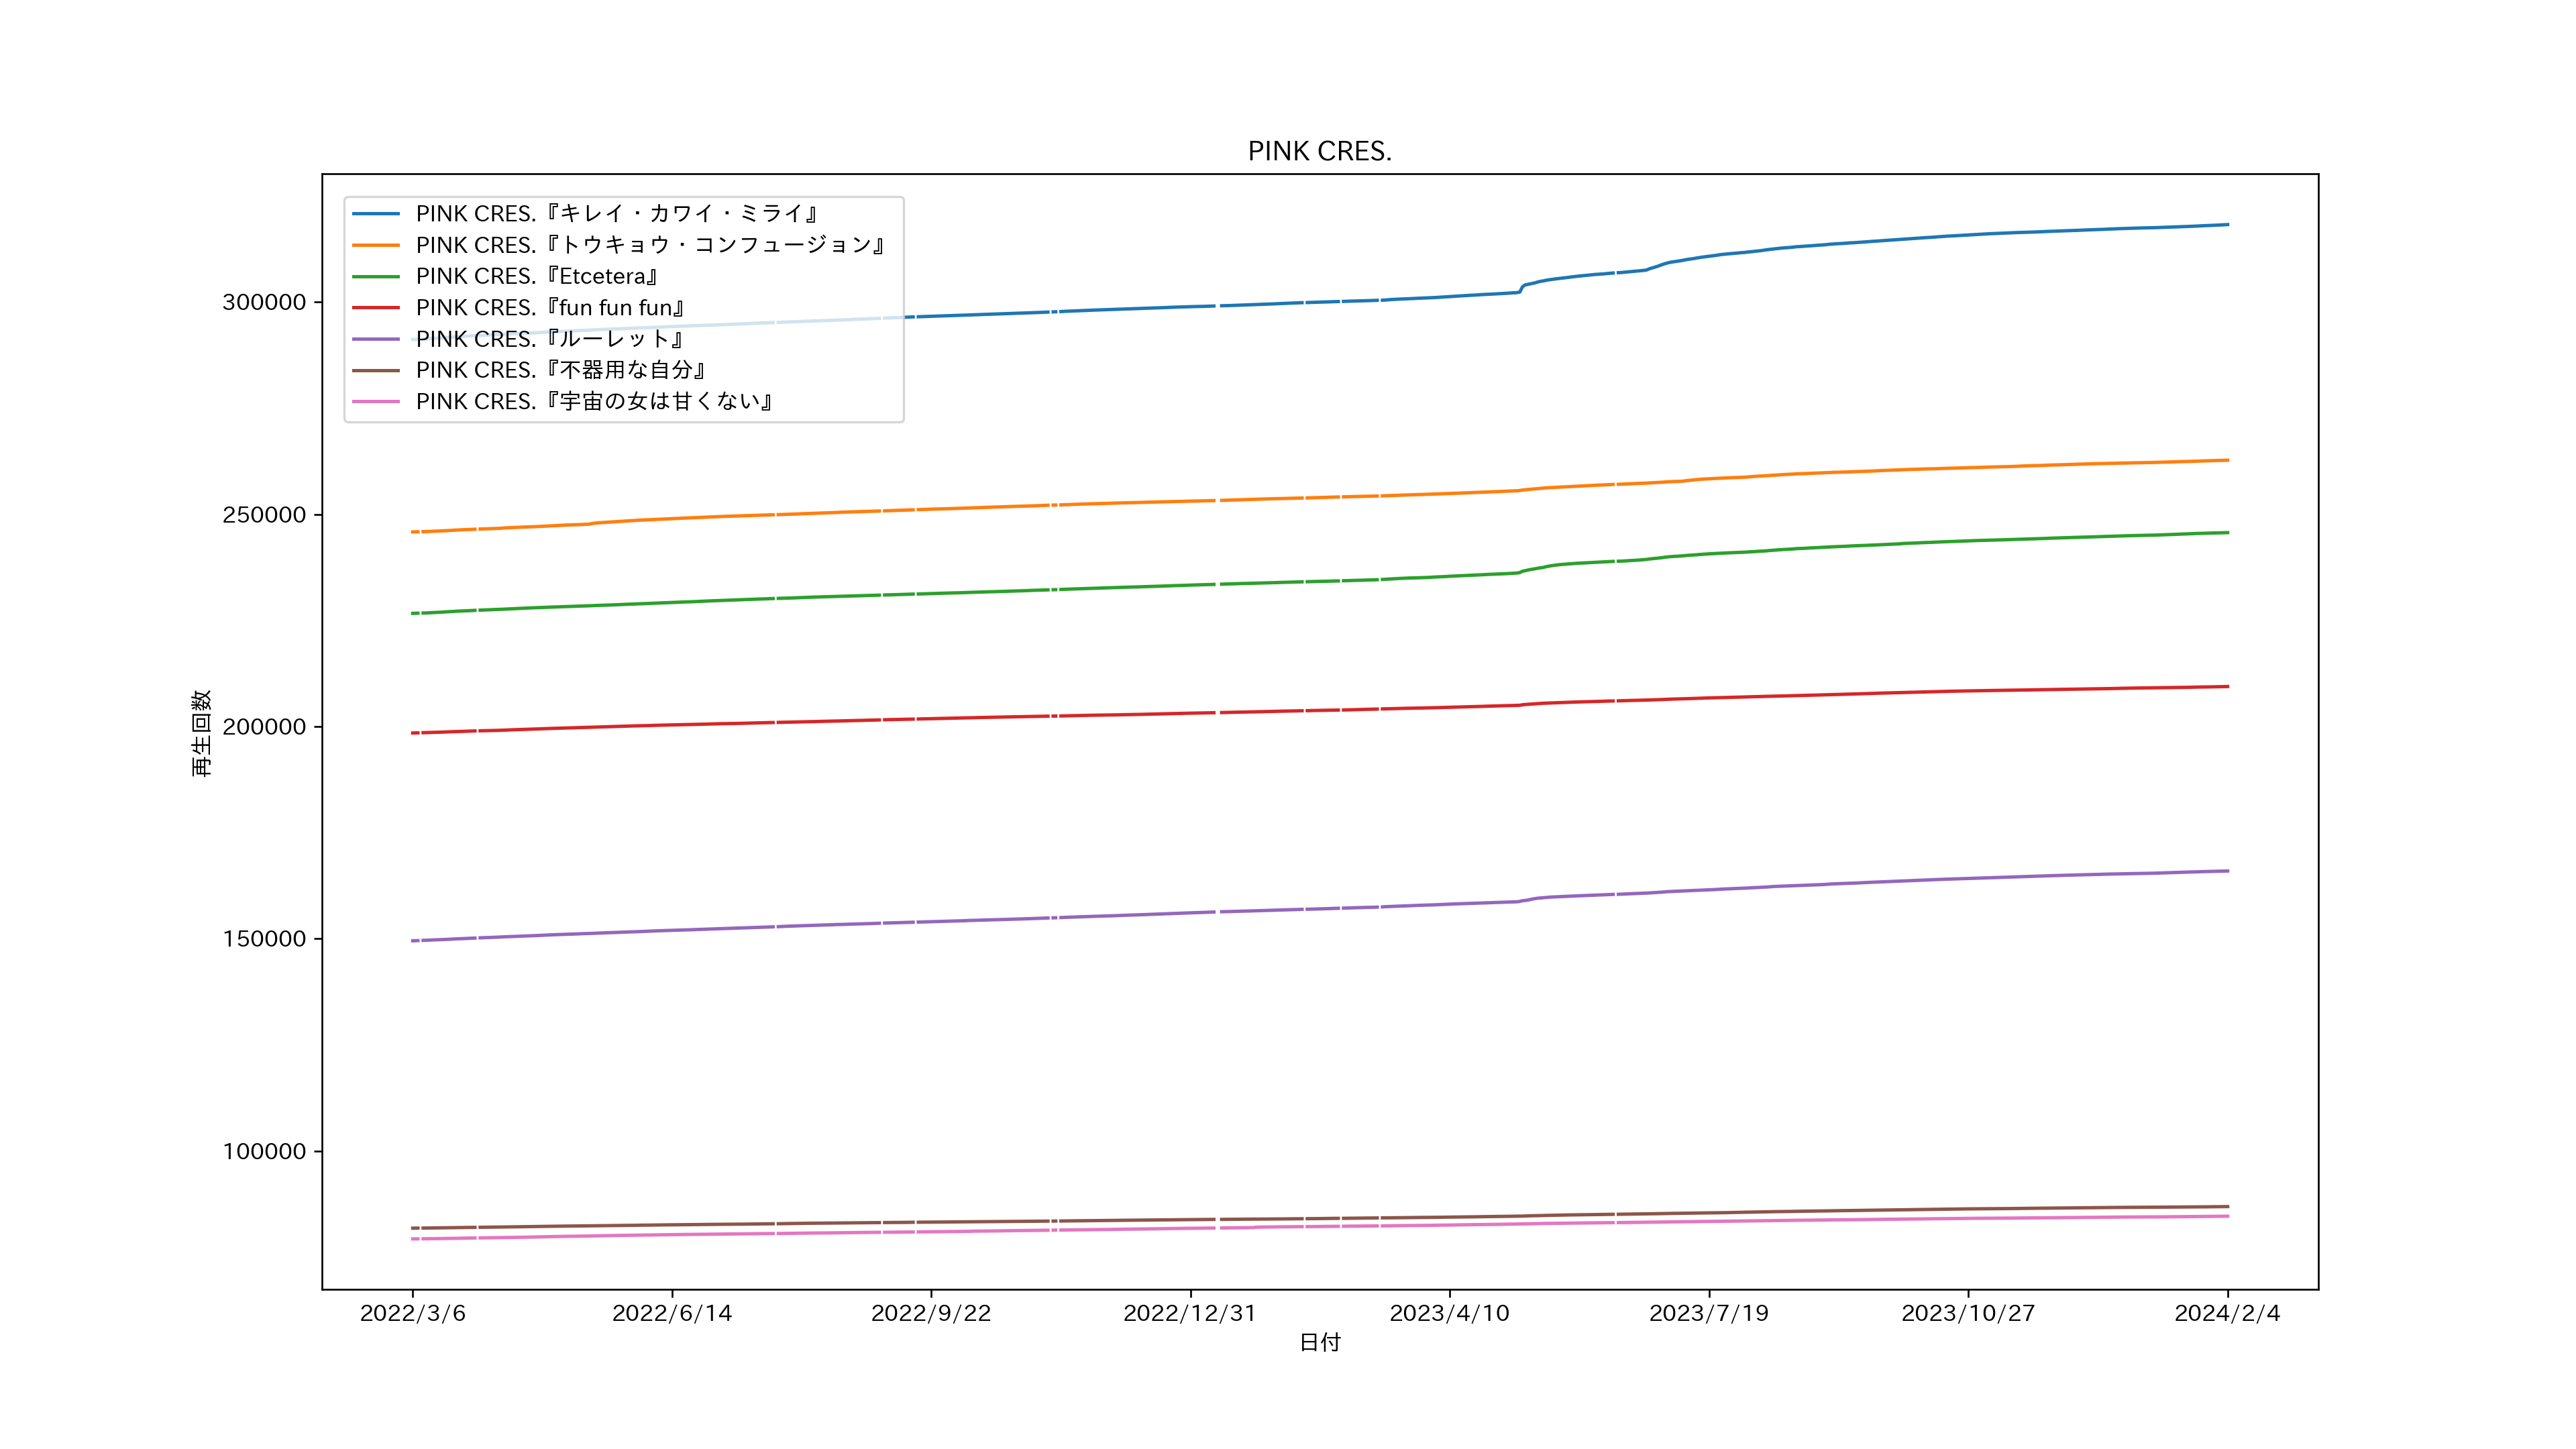 PINK CRES.
PINK CRES.『キレイ・カワイ・ミライ』
PINK CRES.『トウキョウ・コンフュージョン』
PINK CRES.『Etcetera』
PINK CRES.『fun fun fun』
PINK CRES.『ルーレット』
PINK CRES.『不器用な自分』
PINK CRES.『宇宙の女は甘くない』
300000
250000
200000
150000
100000
再生回数
2022/3/6
2022/6/14
2022/9/22
2022/12/31
2023/4/10
2023/7/19
2023/10/27
2024/2/4
日付